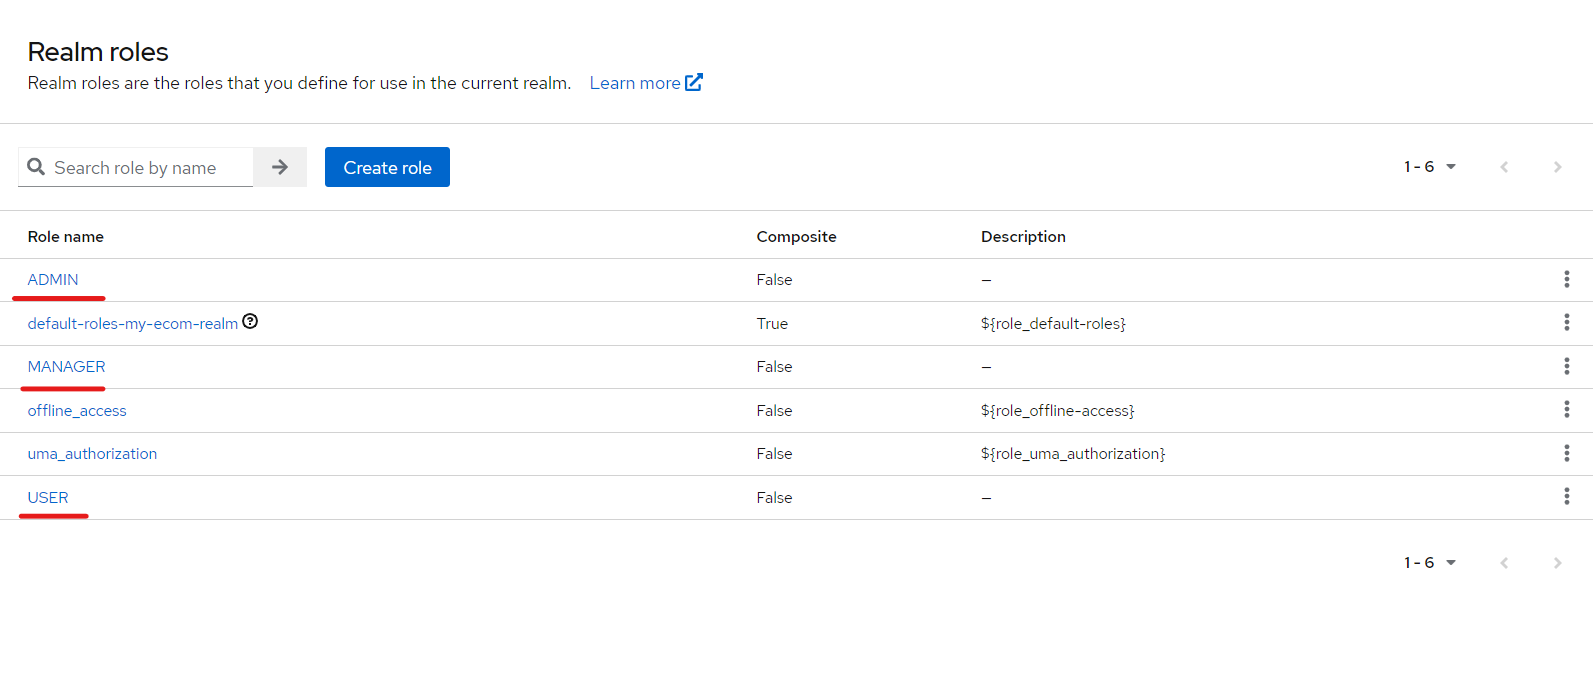 Realm roles
Realm roles are the roles that you define for use in the current realm. Learn more
Search role by name Create role 1 - 6
Role name Composite Description
ADMIN False –
default-roles-my-ecom-realm True ${role_default-roles}
MANAGER False –
offline_access False ${role_offline-access}
uma_authorization False ${role_uma_authorization}
USER False –
1 - 6